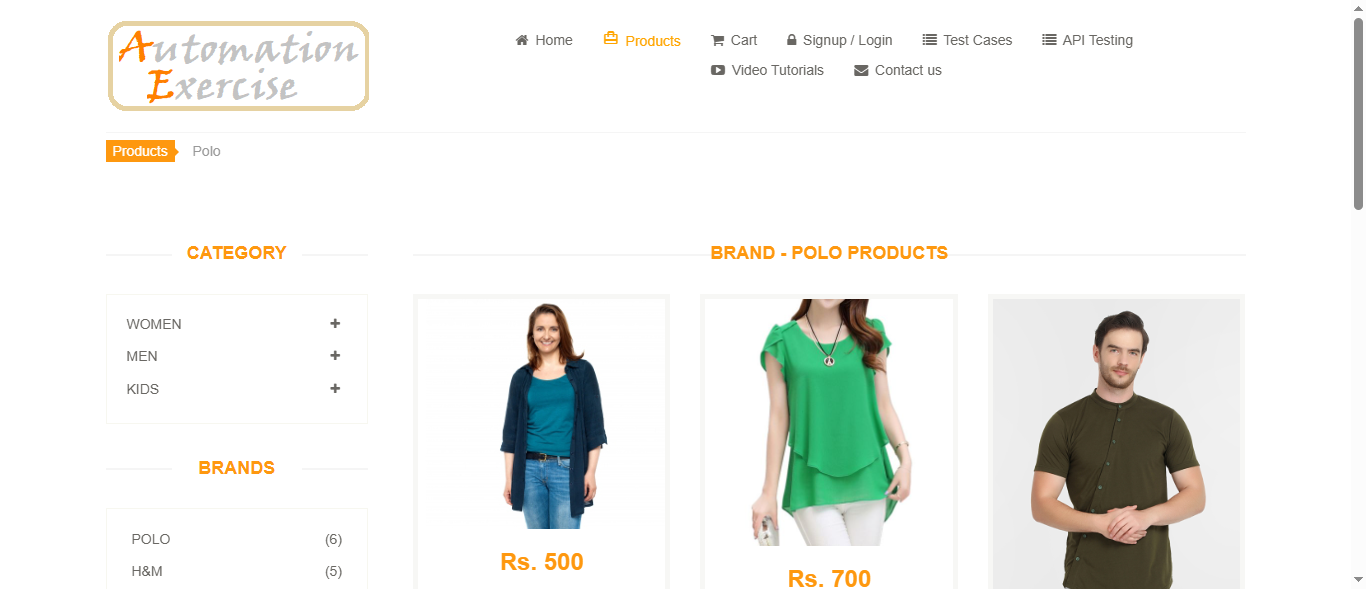 Automation
Exercise
Home Products Cart Signup / Login Test Cases API Testing
Video Tutorials Contact us
Products Polo
CATEGORY
WOMEN
MEN
KIDS
BRANDS
POLO (6)
H&M (5)
BRAND - POLO PRODUCTS
Rs. 500
Rs. 700